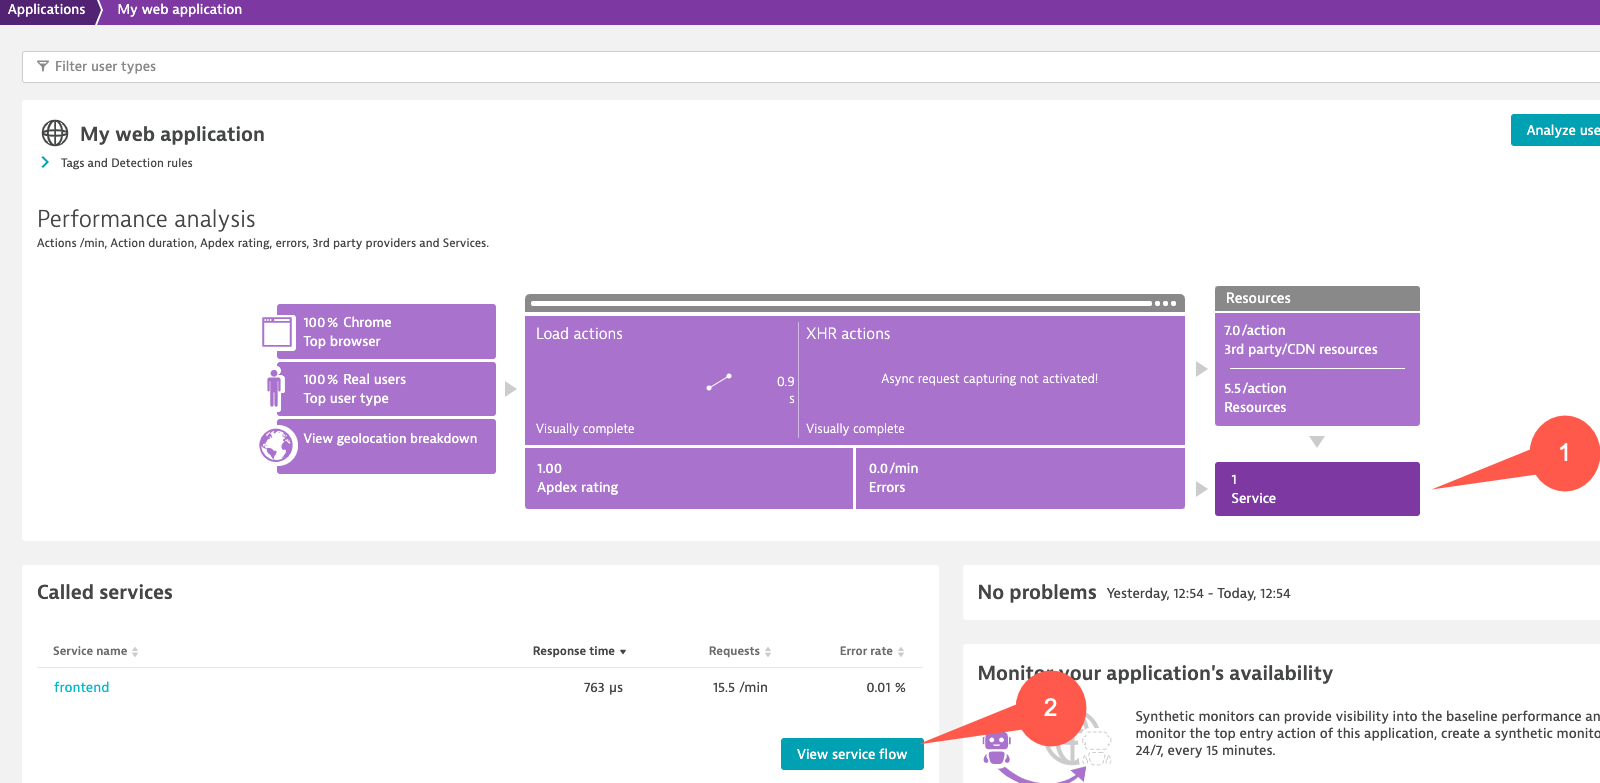 Applications
My web application
Filter user types
My web application
Analyze use
Tags and Detection rules
Performance analysis
Actions /min, Action duration, Apdex rating, errors, 3rd party providers and Services.
100 % Chrome
Top browser
100 % Real users
Top user type
View geolocation breakdown
Load actions
0.9
s
Visually complete
XHR actions
Async request capturing not activated!
Visually complete
1.00
Apdex rating
0.0 /min
Errors
Resources
7.0 /action
3rd party/CDN resources
5.5 /action
Resources
1
Service
1
Called services
Service name
Response time
Requests
Error rate
frontend
763 µs
15.5 /min
0.01 %
View service flow
2
No problems
Yesterday, 12:54 - Today, 12:54
Monitor your application's availability
Synthetic monitors can provide visibility into the baseline performance an
monitor the top entry action of this application, create a synthetic monito
24/7, every 15 minutes.